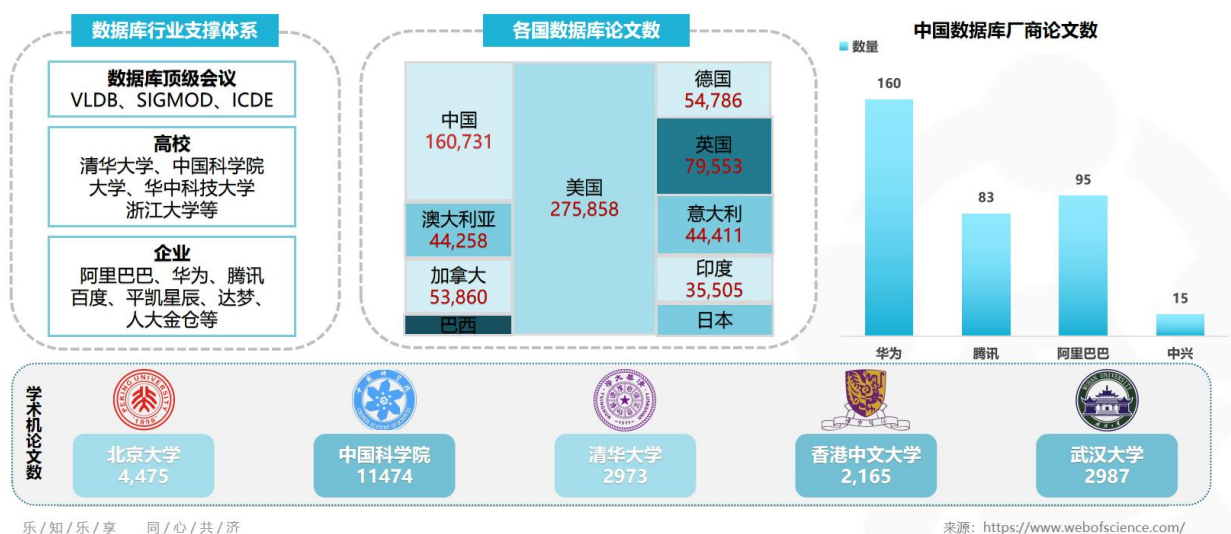 数据库行业支撑体系
数据库顶级会议
VLDB、SIGMOD、ICDE
高校
清华大学、中国科学院
大学、华中科技大学
浙江大学等
企业
阿里巴巴、华为、腾讯
百度、平凯星辰、达梦、
人大金仓等
各国数据库论文数
中国
160,731
澳大利亚
44,258
加拿大
53,860
巴西
美国
275,858
德国
54,786
英国
79,553
意大利
44,411
印度
35,505
日本
中国数据库厂商论文数
数量
160
83
95
15
华为
腾讯
阿里巴巴
中兴
学术机论文数
PEKING UNIVERSITY
1898
北京大学
4,475
中国科学院
11474
清华大学
2973
香港中文大学
2,165
武汉大学
2987
乐/知/乐/享 同/心/共/济
来源：https://www.webofscience.com/